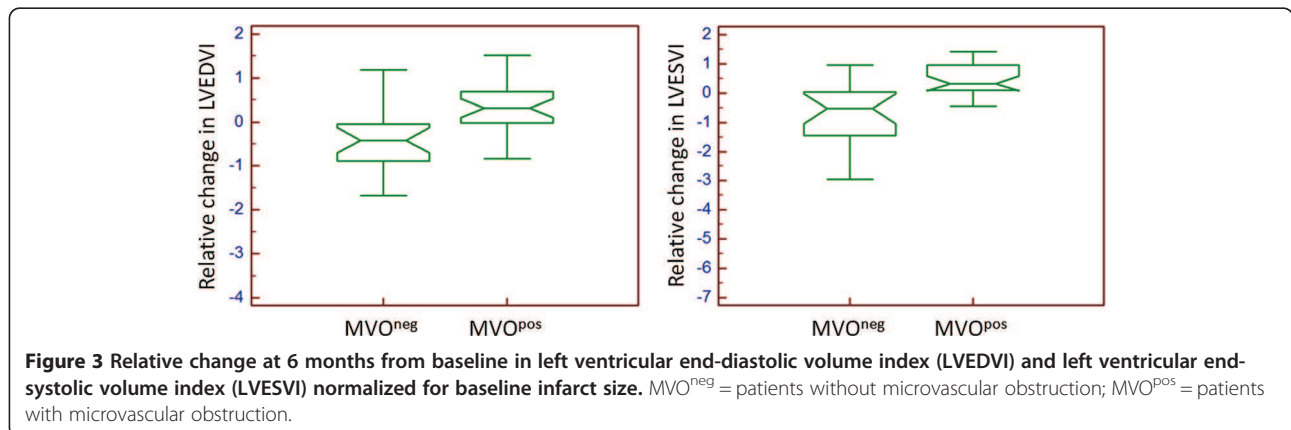 Relative change in LVEDVI
2
1
0
-1
-2
-3
-4
MVOneg MVOpos
Relative change in LVESVI
2
1
0
-1
-2
-3
-4
-5
-6
-7
MVOneg MVOpos
Figure 3 Relative change at 6 months from baseline in left ventricular end-diastolic volume index (LVEDVI) and left ventricular end-
systolic volume index (LVESVI) normalized for baseline infarct size. MVOneg = patients without microvascular obstruction; MVOpos = patients
with microvascular obstruction.